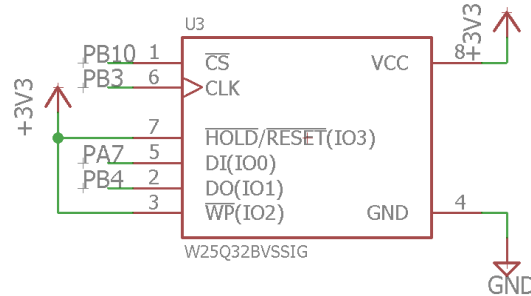 U3
PB10 1 CS VCC 8 +3V3
PB3 6 CLK
+3V3
7 HOLD/RESET(IO3)
PA7 5 DI(IO0)
PB4 2 DO(IO1)
3 WP(IO2) GND 4
W25Q32BVSSIG
GND